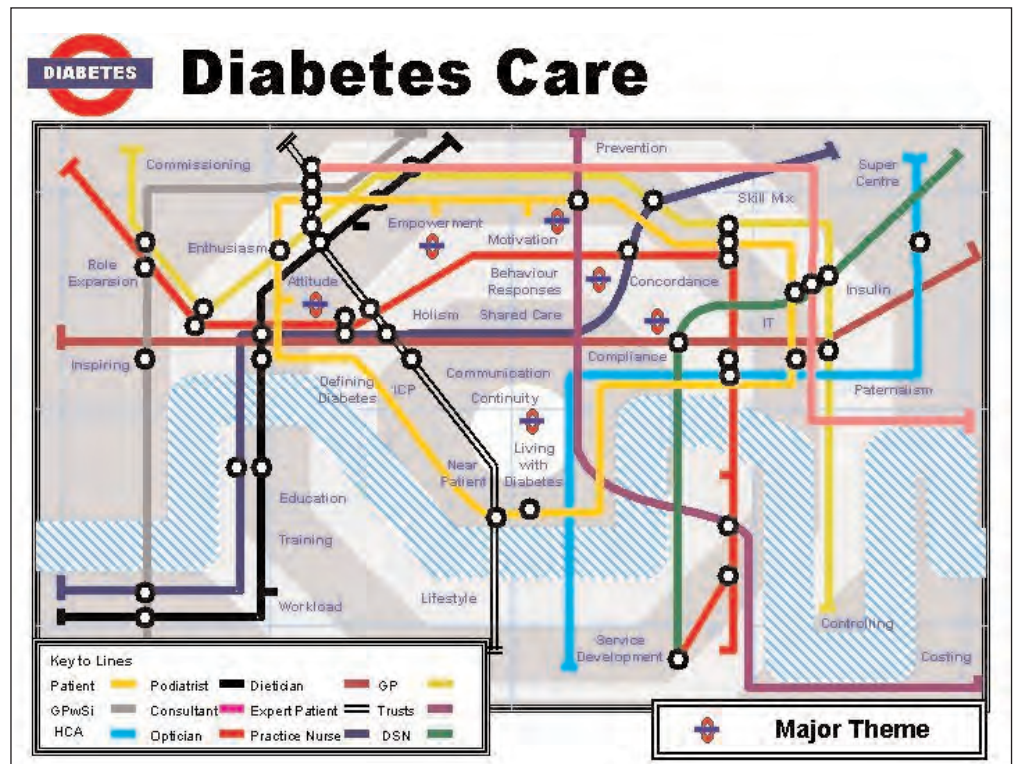 DIABETES
Diabetes Care
Commissioning
Prevention
Super
Centre
Skill Mix
Empowerment
Enthusiasm
Motivation
Role
Expansion
Attitude
Behaviour
Responses
Concordance
Insulin
Holism
Shared Care
IT
Inspiring
Compliance
Communication
Defining
Diabetes
ICP
Continuity
Paternalism
Living
with
Diabetes
Near
Patient
Education
Training
Lifestyle
Workload
Controlling
Service
Development
Costing
Key to Lines
Patient Podiatrist Dietician GP
GPwSi Consultant Expert Patient Trusts
HCA Optician Practice Nurse DSN
Major Theme